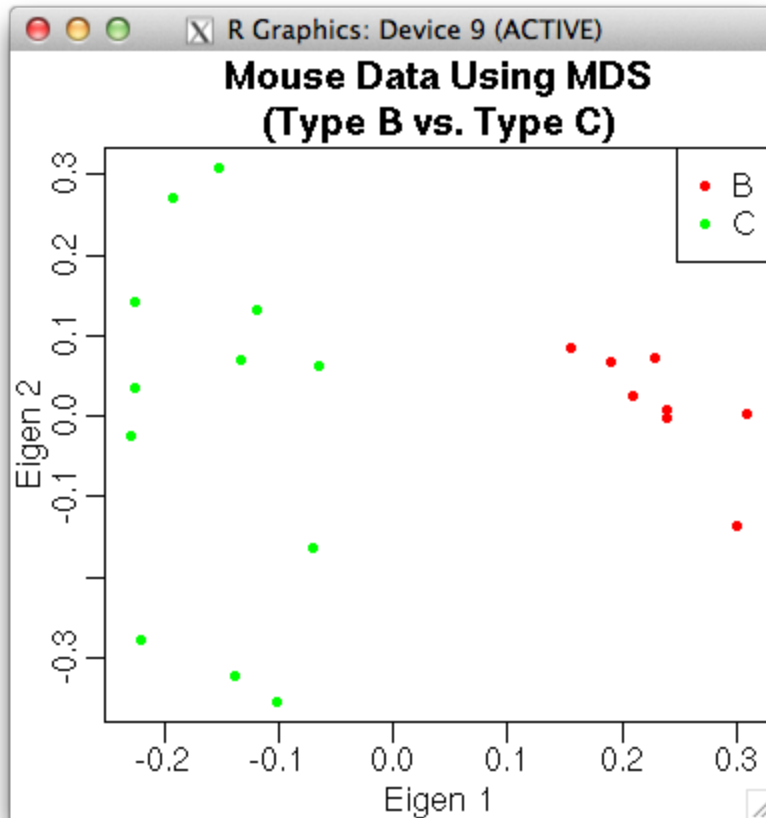 R Graphics: Device 9 (ACTIVE)
Mouse Data Using MDS
(Type B vs. Type C)
B
C
0.3
0.2
0.1
0.0
-0.1
-0.3
Eigen 2
-0.2 -0.1 0.0 0.1 0.2 0.3
Eigen 1